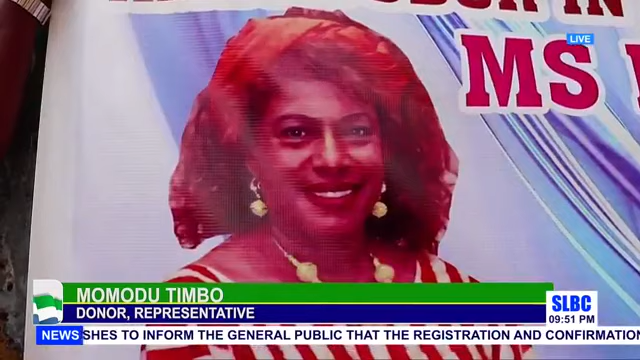 IN
LIVE
MS
MOMODU TIMBO
DONOR, REPRESENTATIVE
SLBC
09:51 PM
NEWS
SHES TO INFORM THE GENERAL PUBLIC THAT THE REGISTRATION AND CONFIRMATION